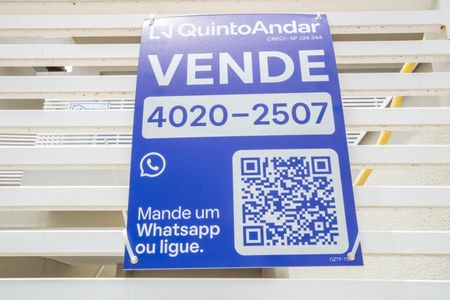 QuintoAndar
CRECI-SP J24.344
VENDE
4020-2507
Mande um
Whatsapp
ou ligue.